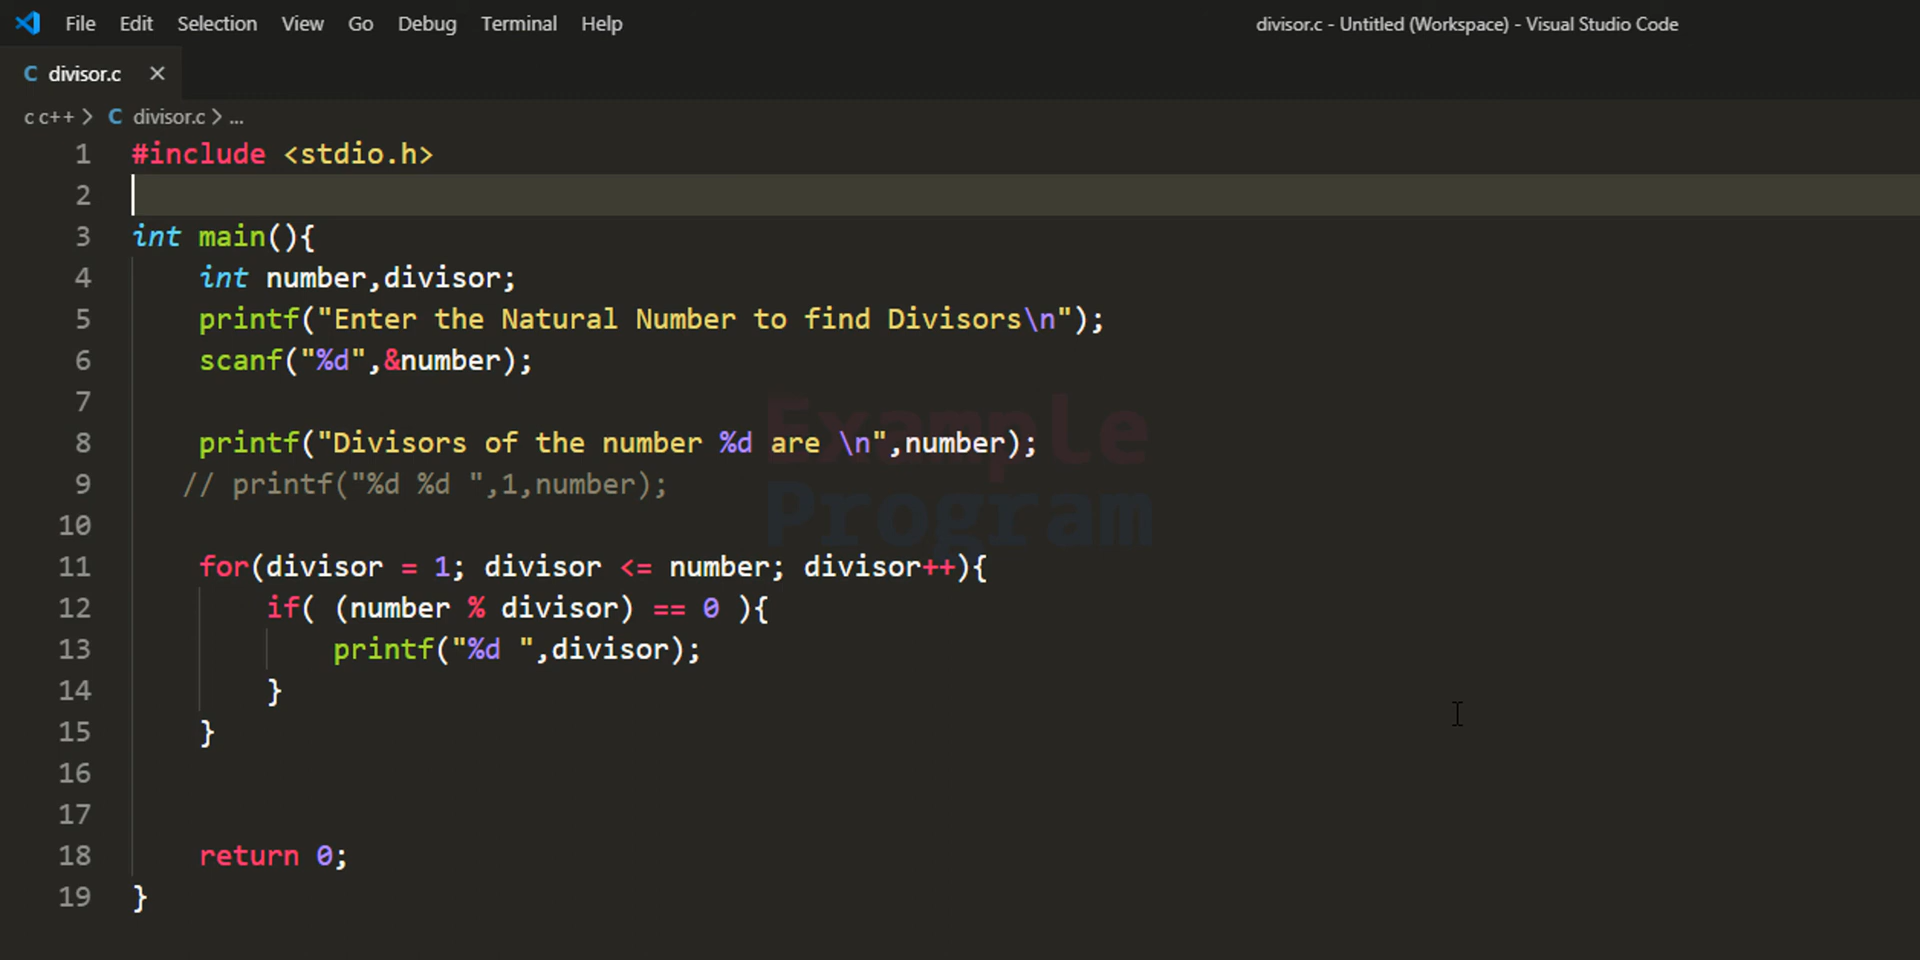 File Edit Selection View Go Debug Terminal Help divisor.c - Untitled (Workspace) - Visual Studio Code
C divisor.c ×
c c++ > C divisor.c > ...
1 #include <stdio.h>
2
3 int main(){
4 int number,divisor;
5 printf("Enter the Natural Number to find Divisors\n");
6 scanf("%d",&number);
7
8 printf("Divisors of the number %d are \n",number);
9 // printf("%d %d ",1,number);
10
11 for(divisor = 1; divisor <= number; divisor++){
12 if( (number % divisor) == 0 ){
13 printf("%d ",divisor);
14 }
15 }
16
17
18 return 0;
19 }
Example
Program